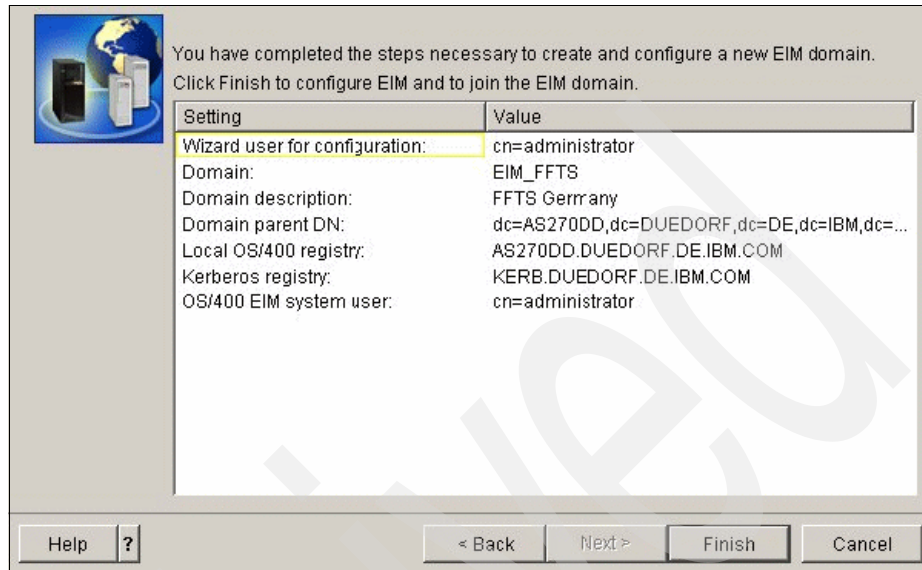 You have completed the steps necessary to create and configure a new EIM domain.
Click Finish to configure EIM and to join the EIM domain.
Setting Value
Wizard user for configuration: cn=administrator
Domain: EIM_FFTS
Domain description: FFTS Germany
Domain parent DN: dc=AS270DD,dc=DUEDORF,dc=DE,dc=IBM,dc=...
Local OS/400 registry: AS270DD.DUEDORF.DE.IBM.COM
Kerberos registry: KERB.DUEDORF.DE.IBM.COM
OS/400 EIM system user: cn=administrator
Help ? < Back Next > Finish Cancel